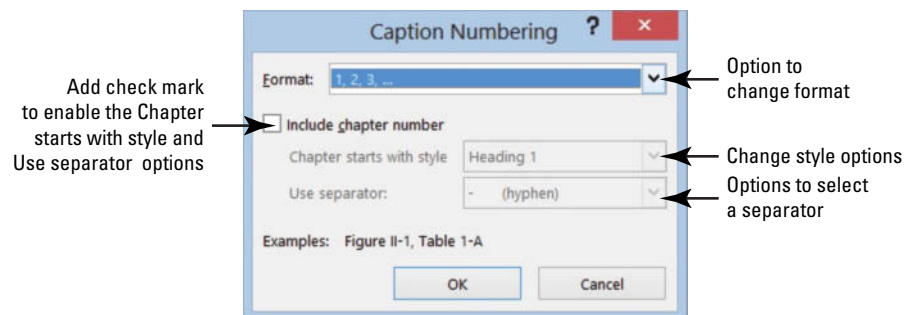 Caption Numbering ? ×
Format: 1, 2, 3, ...
Include chapter number
Chapter starts with style Heading 1
Use separator: - (hyphen)
Examples: Figure II-1, Table 1-A
OK Cancel
Add check mark
to enable the Chapter
starts with style and
Use separator options
Option to
change format
Change style options
Options to select
a separator